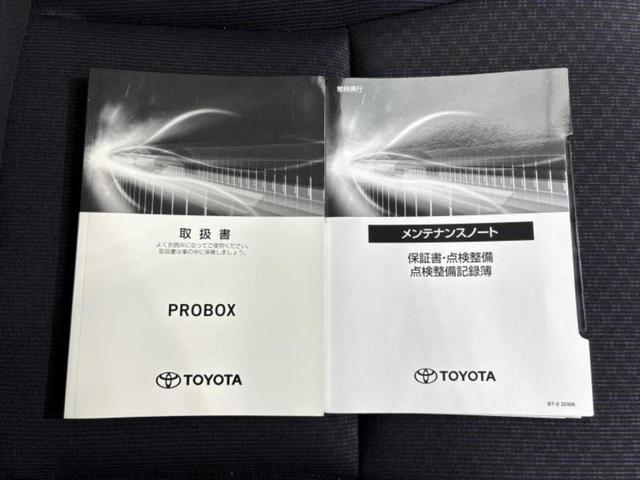 取扱書
よくお読みになってご使用ください。
取扱書は車の中に保管しましょう。
PROBOX
TOYOTA
常時携行
メンテナンスノート
保証書・点検整備
点検整備記録簿
TOYOTA